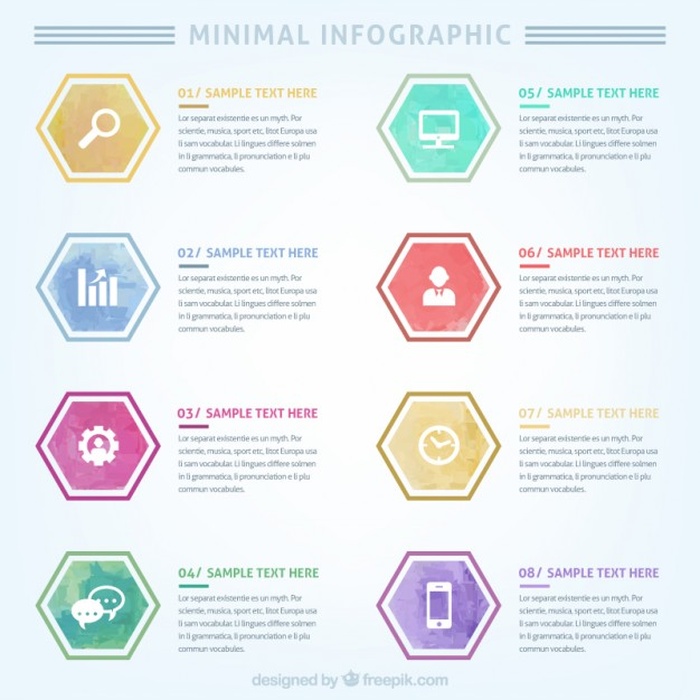 MINIMAL INFOGRAPHIC
01/ SAMPLE TEXT HERE
Lor separat existentie es un myth. Por
scientie, musica, sport etc, litot Europa usa
li sam vocabular. Li lingues differe solmen
in li grammatica, li pronunciation e li plu
commun vocabules.
02/ SAMPLE TEXT HERE
Lor separat existentie es un myth. Por
scientie, musica, sport etc, litot Europa usa
li sam vocabular. Li lingues differe solmen
in li grammatica, li pronunciation e li plu
commun vocabules.
03/ SAMPLE TEXT HERE
Lor separat existentie es un myth. Por
scientie, musica, sport etc, litot Europa usa
li sam vocabular. Li lingues differe solmen
in li grammatica, li pronunciation e li plu
commun vocabules.
04/ SAMPLE TEXT HERE
Lor separat existentie es un myth. Por
scientie, musica, sport etc, litot Europa usa
li sam vocabular. Li lingues differe solmen
in li grammatica, li pronunciation e li plu
commun vocabules.
05/ SAMPLE TEXT HERE
Lor separat existentie es un myth. Por
scientie, musica, sport etc, litot Europa usa
li sam vocabular. Li lingues differe solmen
in li grammatica, li pronunciation e li plu
commun vocabules.
06/ SAMPLE TEXT HERE
Lor separat existentie es un myth. Por
scientie, musica, sport etc, litot Europa usa
li sam vocabular. Li lingues differe solmen
in li grammatica, li pronunciation e li plu
commun vocabules.
07/ SAMPLE TEXT HERE
Lor separat existentie es un myth. Por
scientie, musica, sport etc, litot Europa usa
li sam vocabular. Li lingues differe solmen
in li grammatica, li pronunciation e li plu
commun vocabules.
08/ SAMPLE TEXT HERE
Lor separat existentie es un myth. Por
scientie, musica, sport etc, litot Europa usa
li sam vocabular. Li lingues differe solmen
in li grammatica, li pronunciation e li plu
commun vocabules.
designed by freepik.com